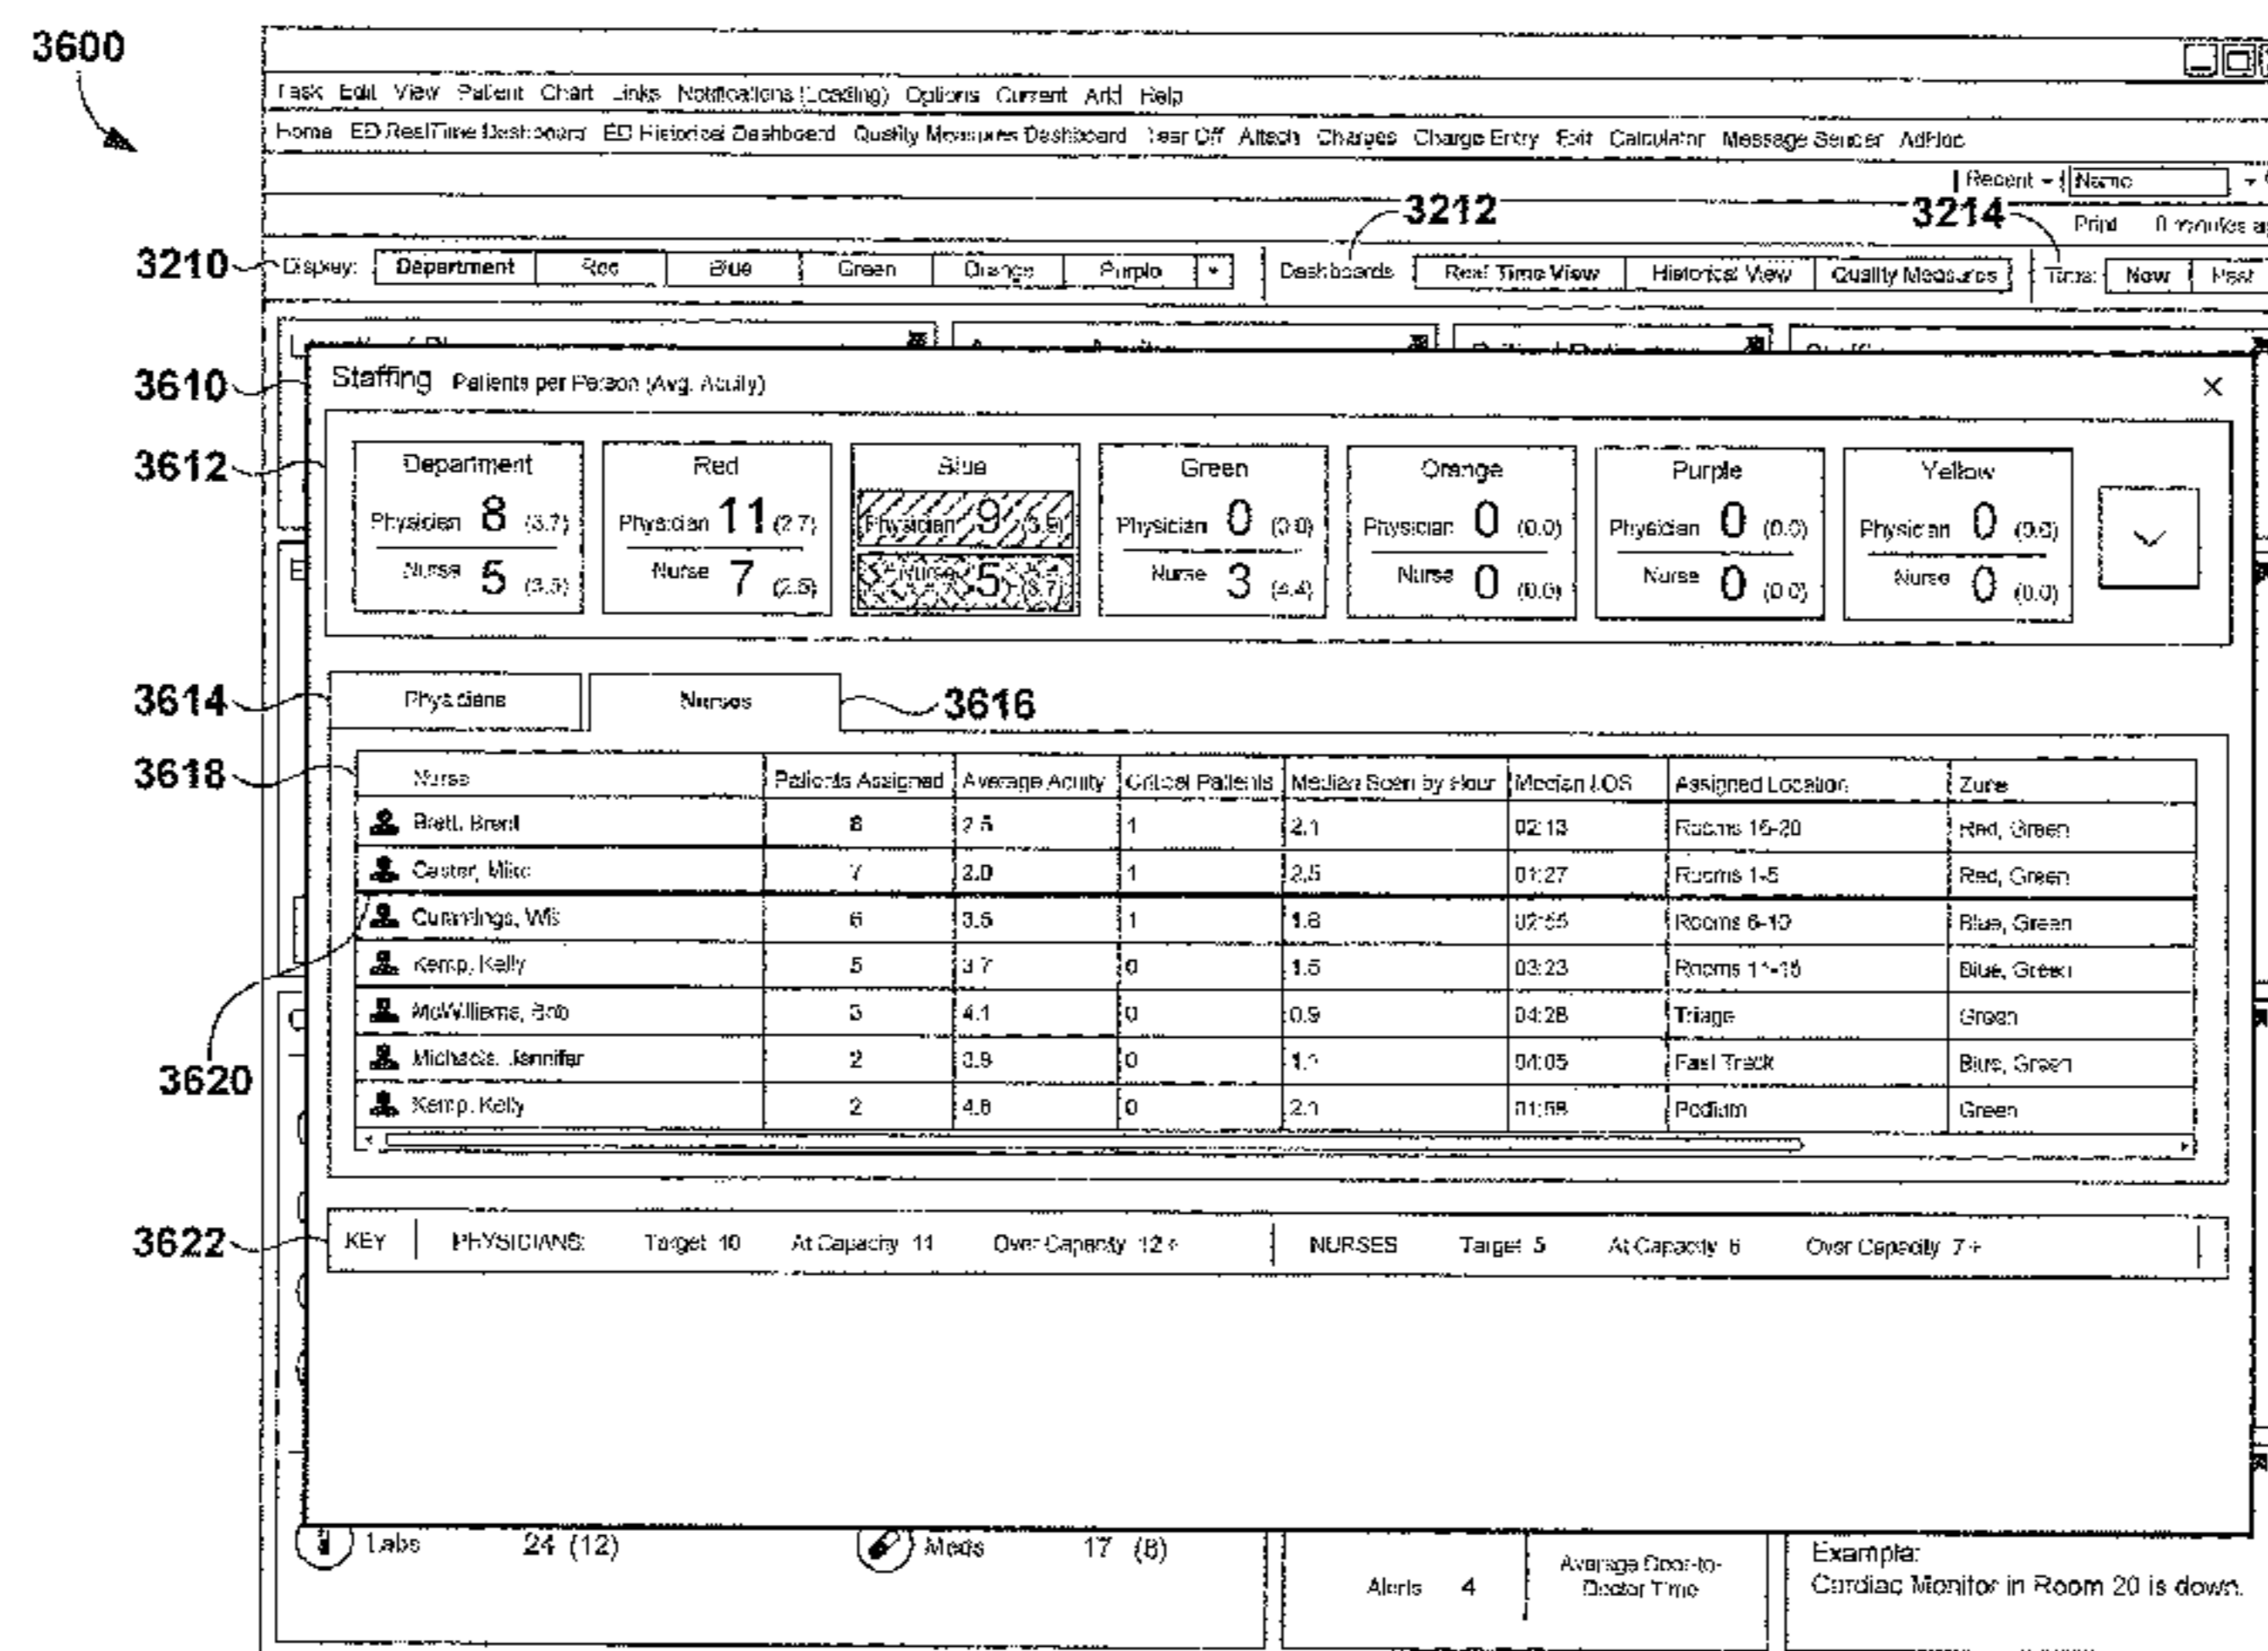 3600
Task Edit View Patient Chart Links Notifications (Loading) Options Current Add Help
Home ED RealTime Dashboard ED Historical Dashboard Quality Measures Dashboard Tear Off Attach Charges Charge Entry Exit Calculator Message Sender AdHoc
Recent Name
3212 3214
Print 0 minutes
3210 Display: Department Red Blue Green Orange Purple Dashboards Real Time View Historical View Quality Measures Time: Now Past
3610 Staffing Patients per Person (Avg. Acuity) ×
3612
Department Red Blue Green Orange Purple Yellow
Physician 8 (3.7) Physician 11 (2.7) Physician 9 (3.9) Physician 0 (0.0) Physician 0 (0.0) Physician 0 (0.0) Physician 0 (0.0)
Nurse 5 Nurse 7 Nurse 5 (3.7) Nurse 3 (4.4) Nurse 0 (0.0) Nurse 0 (0.0) Nurse 0 (0.0)
3614 Physicians Nurses 3616
3618 Nurse Patients Assigned Average Acuity Critical Patients Median Seen by Hour Median LOS Assigned Location Zone
Brett, Brent 8 2.5 1 2.1 02:13 Rooms 16-20 Red, Green
Caster, Mike 7 2.0 1 2.5 01:27 Rooms 1-5 Red, Green
Cummings, Wil 6 3.5 1 1.8 02:55 Rooms 6-10 Blue, Green
Kemp, Kelly 5 3.7 0 1.5 03:23 Rooms 11-15 Blue, Green
McWilliams, Bob 4.1 0 0.9 04:28 Triage Green
3620 Michaels, Jennifer 2 3.9 0 1.1 04:05 Fast Track Blue, Green
Kemp, Kelly 2 4.8 0 2.1 01:58 Podium Green
3622 KEY PHYSICIANS: Target 10 At Capacity 11 Over Capacity 12+ NURSES Target 5 At Capacity 6 Over Capacity 7+
Labs 24 (12) Meds 17 (8)
Alerts 4
Average Door-to-
Doctor Time
Example:
Cardiac Monitor in Room 20 is down.